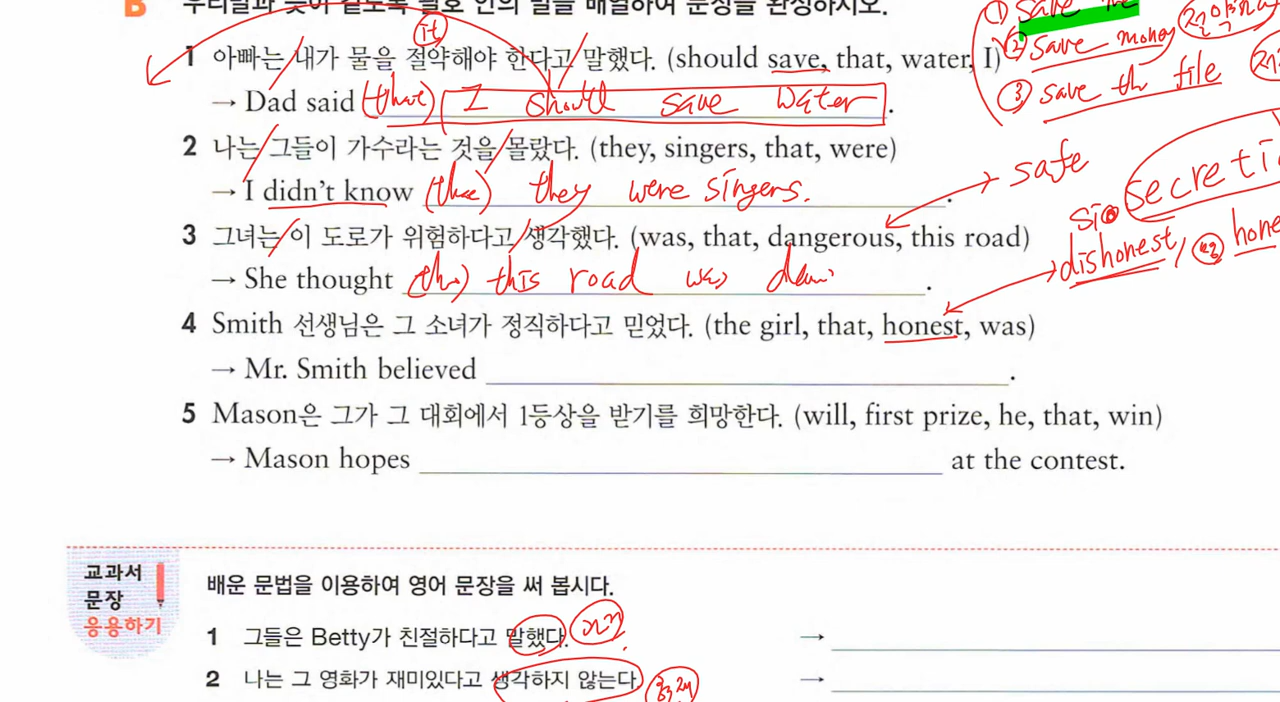 B 우리말과 뜻이 같도록 괄호 안의 말을 배열하여 문장을 완성하시오.
① save the
② save money 절약하다
③ save the file
it
1 아빠는 내가 물을 절약해야 한다고 말했다. (should save, that, water, I)
→ Dad said (that) I should save water.
2 나는 그들이 가수라는 것을 몰랐다. (they, singers, that, were)
→ I didn't know (that) they were singers.
safe
3 그녀는 이 도로가 위험하다고 생각했다. (was, that, dangerous, this road)
secreti
dishonest, hone
→ She thought this road was
4 Smith 선생님은 그 소녀가 정직하다고 믿었다. (the girl, that, honest, was)
→ Mr. Smith believed .
5 Mason은 그가 그 대회에서 1등상을 받기를 희망한다. (will, first prize, he, that, win)
→ Mason hopes at the contest.
교과서
문장
응용하기
배운 문법을 이용하여 영어 문장을 써 봅시다.
1 그들은 Betty가 친절하다고 말했다. →
2 나는 그 영화가 재미있다고 생각하지 않는다. →